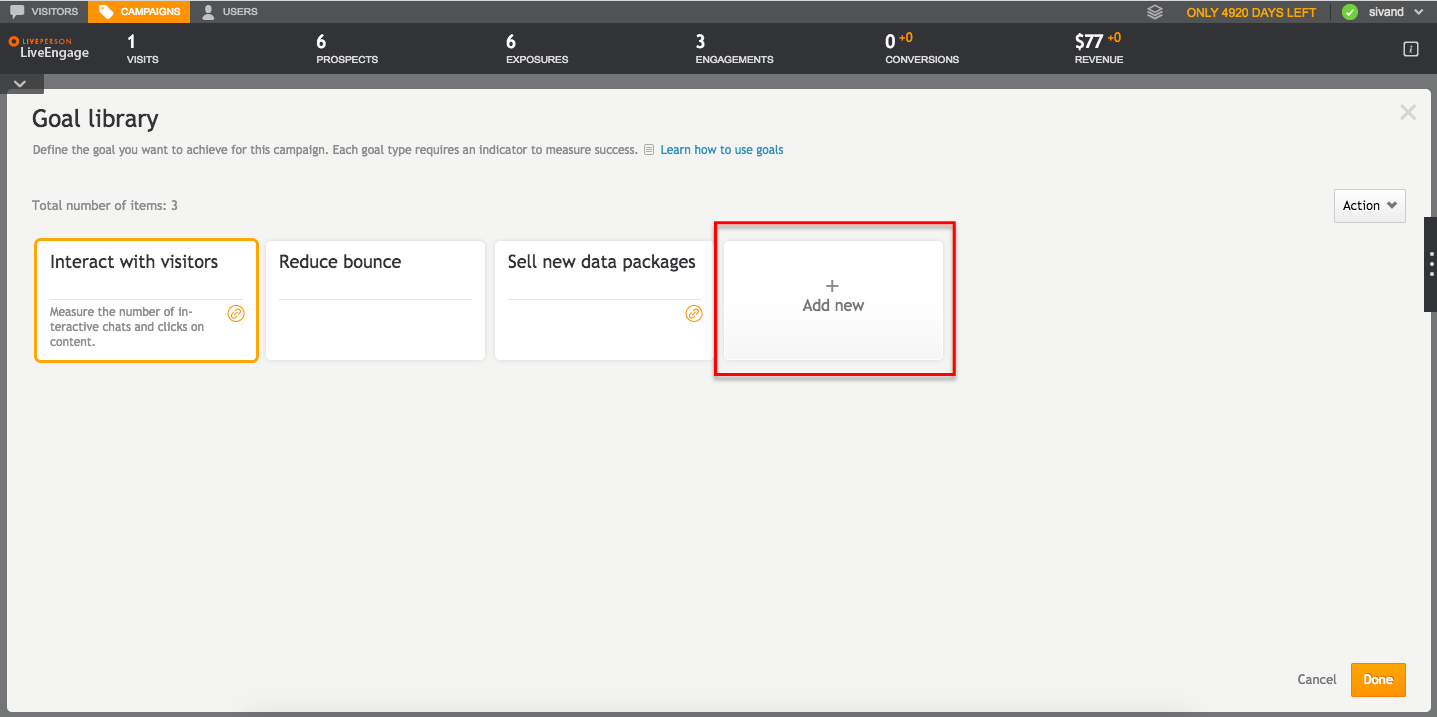 VISITORS
CAMPAIGNS
USERS
ONLY 4920 DAYS LEFT
sivand
LIVEPERSON
LiveEngage
1
VISITS
6
PROSPECTS
6
EXPOSURES
3
ENGAGEMENTS
0 +0
CONVERSIONS
$77 +0
REVENUE
i
Goal library
Define the goal you want to achieve for this campaign. Each goal type requires an indicator to measure success. Learn how to use goals
Total number of items: 3
Action
Interact with visitors
Measure the number of in-
teractive chats and clicks on
content.
Reduce bounce
Sell new data packages
+
Add new
Cancel
Done